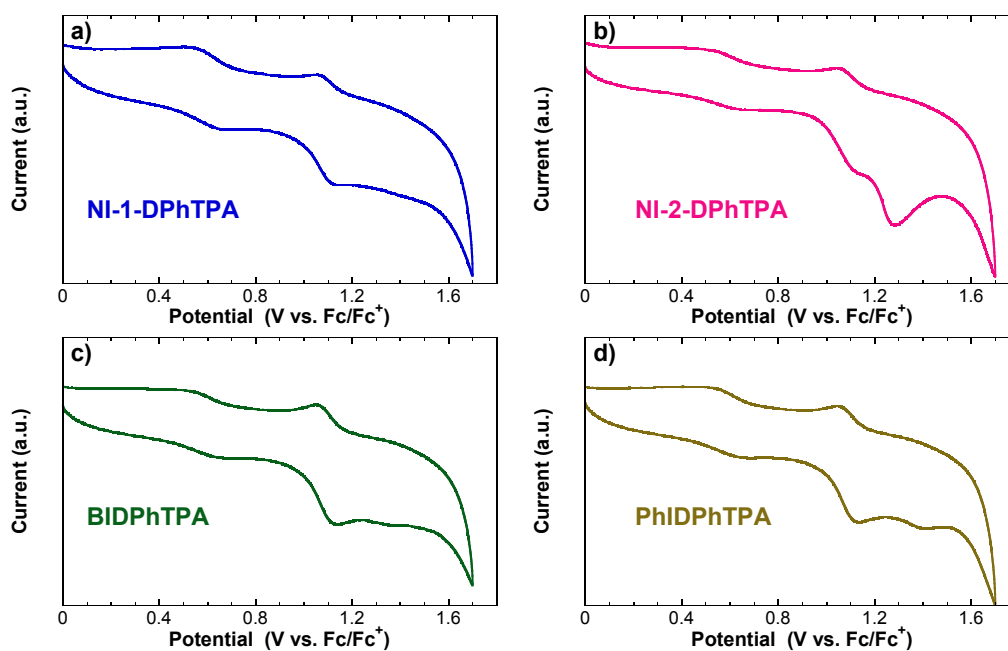 a)
Current (a.u.)
NI-1-DPhTPA
0 0.4 0.8 1.2 1.6
Potential (V vs. Fc/Fc⁺)
b)
Current (a.u.)
NI-2-DPhTPA
0 0.4 0.8 1.2 1.6
Potential (V vs. Fc/Fc⁺)
c)
Current (a.u.)
BIDPhTPA
0 0.4 0.8 1.2 1.6
Potential (V vs. Fc/Fc⁺)
d)
Current (a.u.)
PhIDPhTPA
0 0.4 0.8 1.2 1.6
Potential (V vs. Fc/Fc⁺)